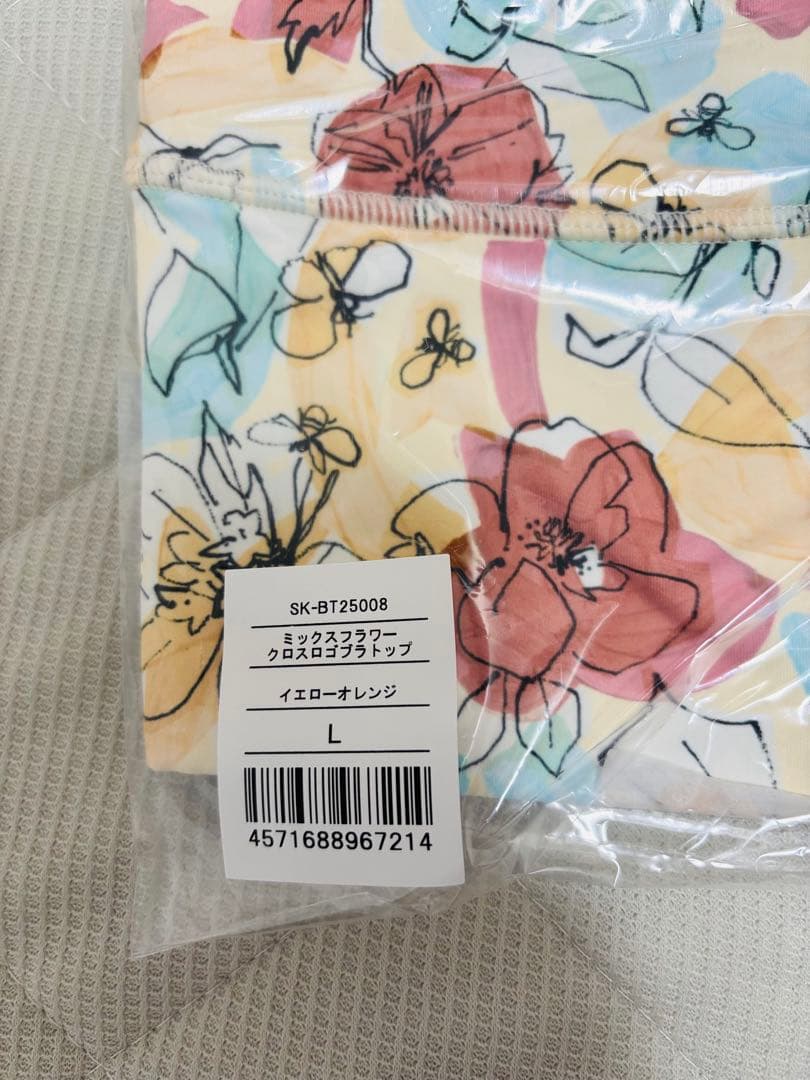 SK-BT25008
ミックスフラワー
クロスロゴブラトップ
イエローオレンジ
L
4571688967214